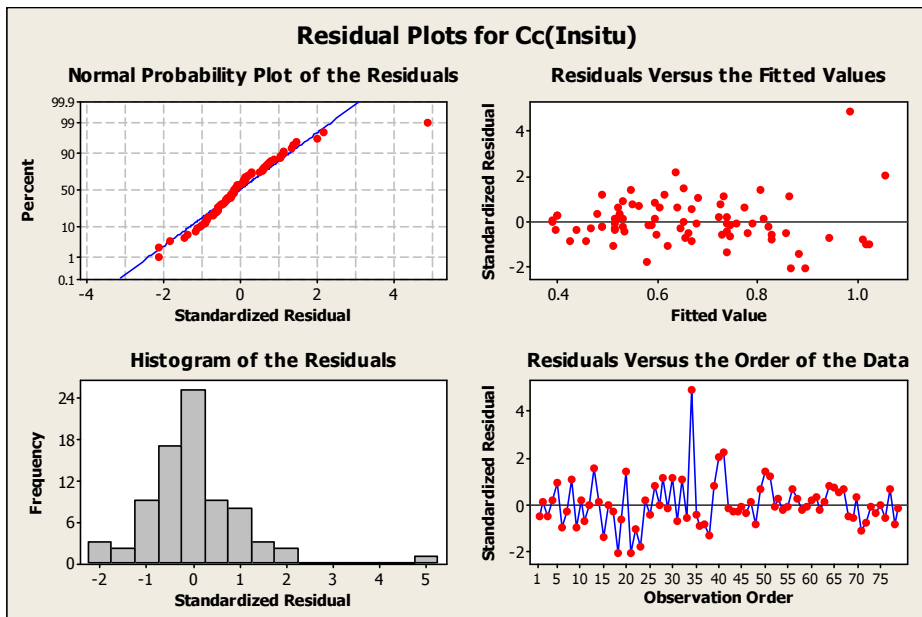 Residual Plots for Cc(Insitu)
Normal Probability Plot of the Residuals
99.9
99
90
50
10
1
0.1
Percent
-4 -2 0 2 4
Standardized Residual
Residuals Versus the Fitted Values
4
2
0
-2
Standardized Residual
0.4 0.6 0.8 1.0
Fitted Value
Histogram of the Residuals
24
18
12
6
0
Frequency
-2 -1 0 1 2 3 4 5
Standardized Residual
Residuals Versus the Order of the Data
4
2
0
-2
Standardized Residual
1 5 10 15 20 25 30 35 40 45 50 55 60 65 70 75
Observation Order